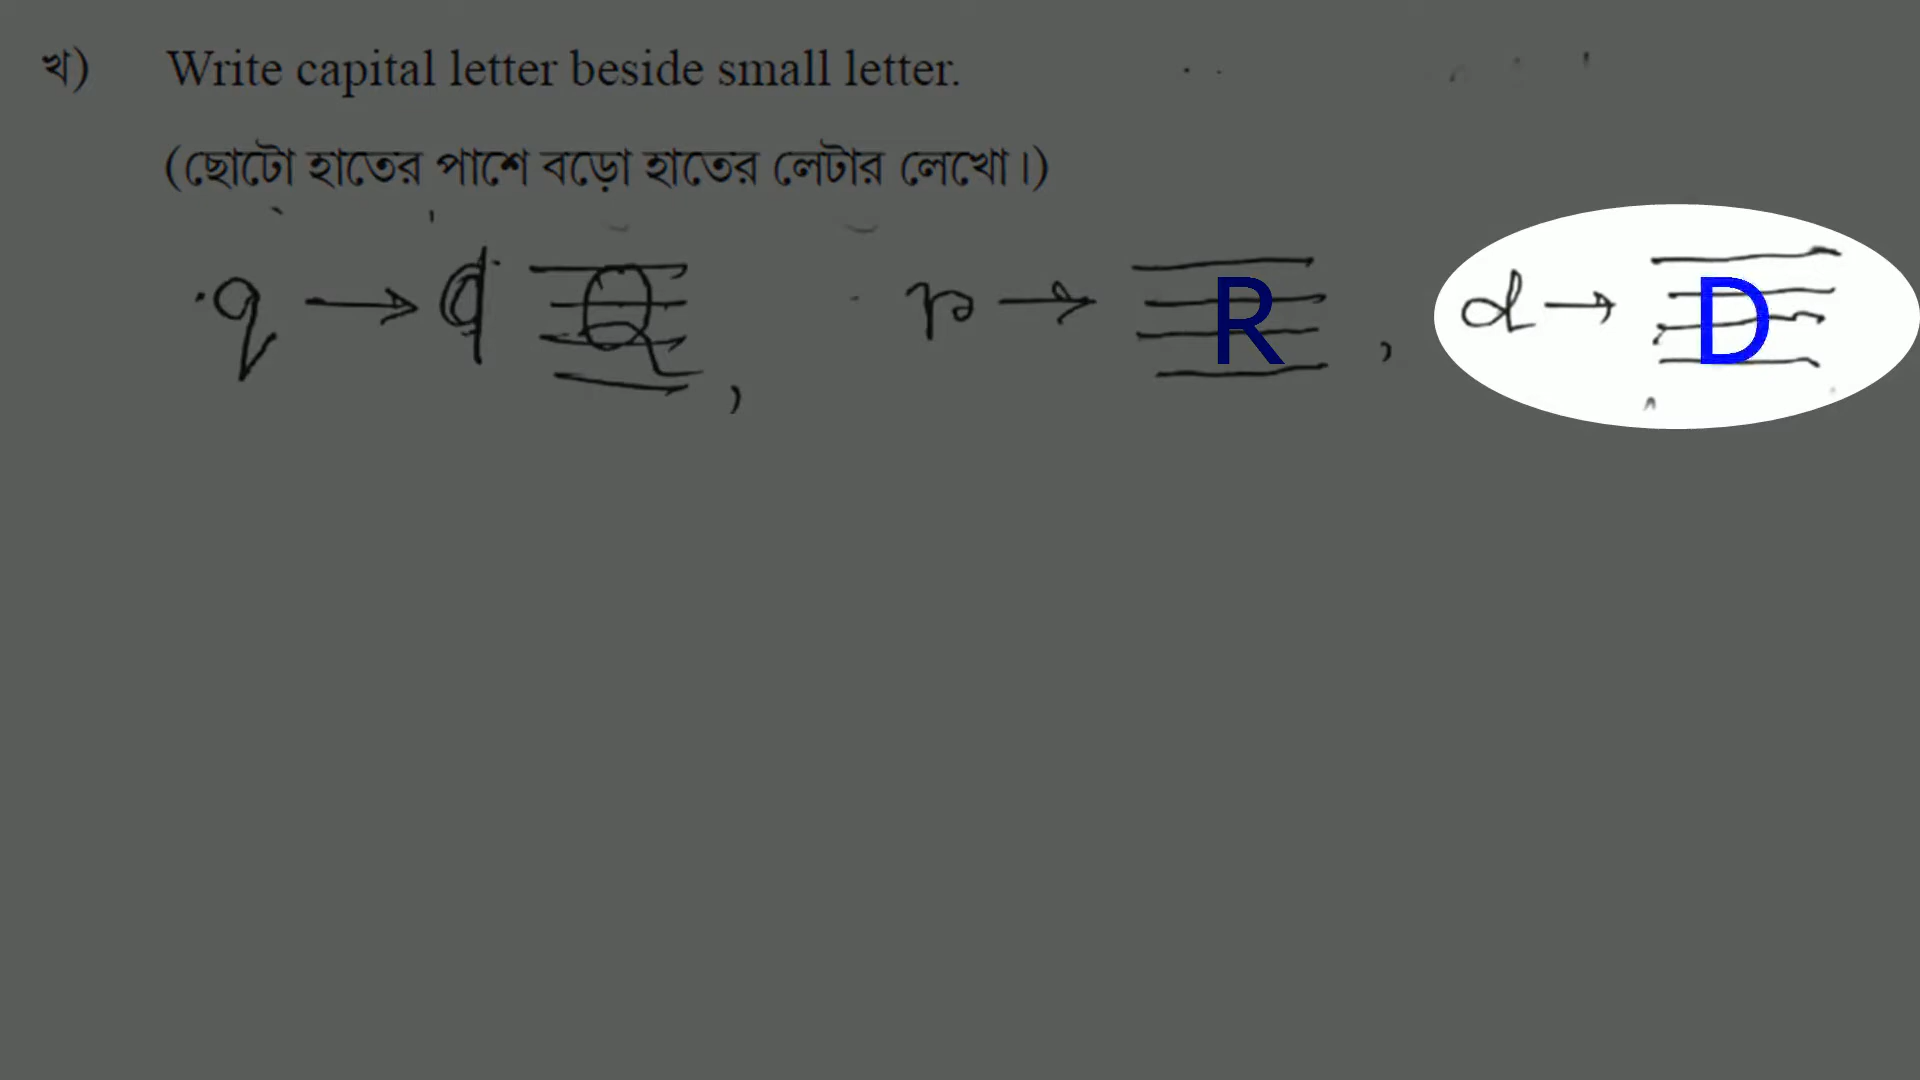 খ) Write capital letter beside small letter.
(ছোটো হাতের পাশে বড়ো হাতের লেটার লেখো।)
q → q Q, r → R, d → D